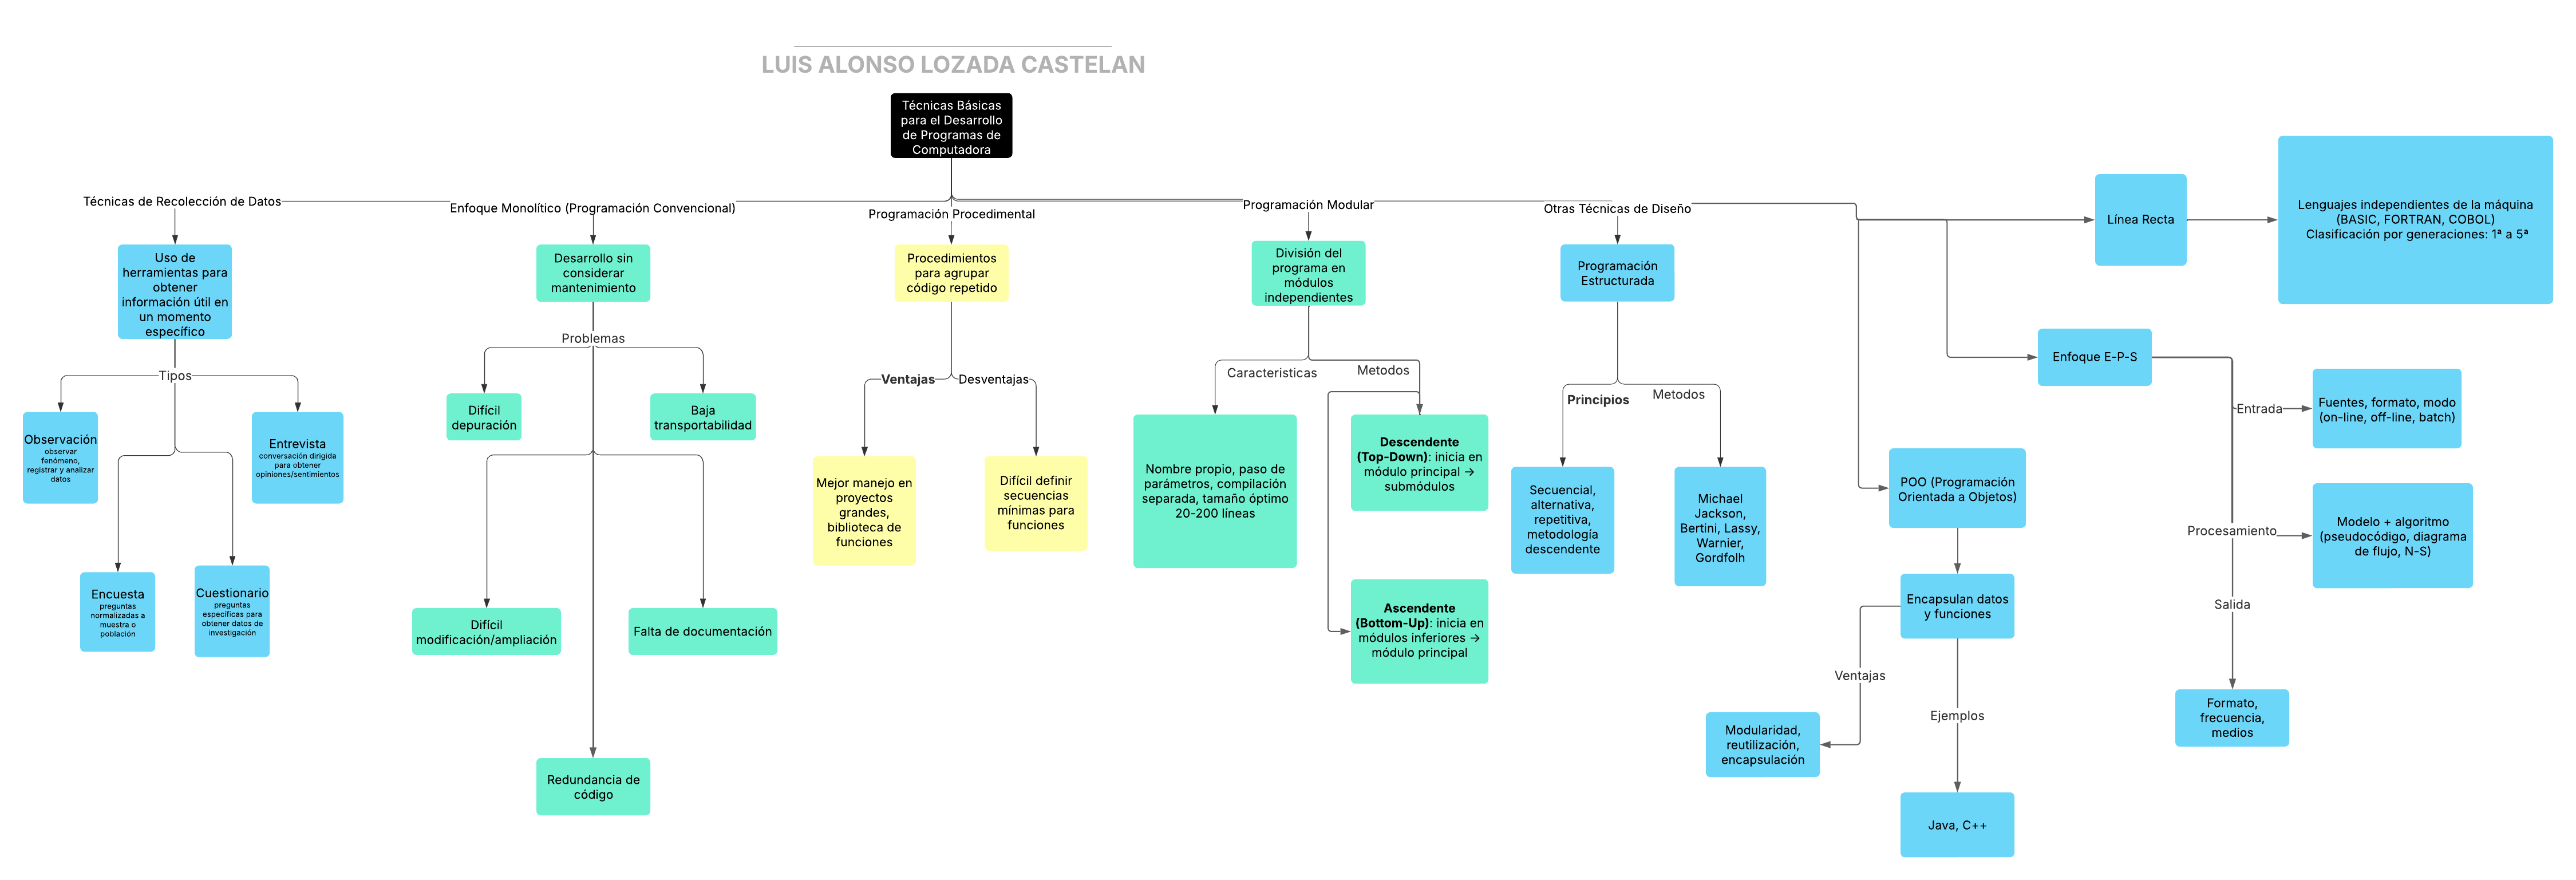 LUIS ALONSO LOZADA CASTELAN
Técnicas Básicas
para el Desarrollo
de Programas de
Computadora
Técnicas de Recolección de Datos
Uso de
herramientas para
obtener
información útil en
un momento
específico
Tipos
Observación
observar
fenómeno,
registrar y analizar
datos
Entrevista
conversación dirigida
para obtener
opiniones/sentimientos
Encuesta
preguntas
normalizadas a
muestra o
población
Cuestionario
preguntas
específicas para
obtener datos de
investigación
Enfoque Monolítico (Programación Convencional)
Desarrollo sin
considerar
mantenimiento
Problemas
Difícil
depuración
Baja
transportabilidad
Difícil
modificación/ampliación
Falta de documentación
Redundancia de
código
Programación Procedimental
Procedimientos
para agrupar
código repetido
Ventajas
Desventajas
Mejor manejo en
proyectos
grandes,
biblioteca de
funciones
Difícil definir
secuencias
mínimas para
funciones
Programación Modular
División del
programa en
módulos
independientes
Caracteristicas
Metodos
Nombre propio, paso de
parámetros, compilación
separada, tamaño óptimo
20-200 líneas
Descendente
(Top-Down): inicia en
módulo principal →
submódulos
Ascendente
(Bottom-Up): inicia en
módulos inferiores →
módulo principal
Otras Técnicas de Diseño
Programación
Estructurada
Principios
Metodos
Secuencial,
alternativa,
repetitiva,
metodología
descendente
Michael
Jackson,
Bertini, Lassy,
Warnier,
Gordfolh
POO (Programación
Orientada a Objetos)
Encapsulan datos
y funciones
Ventajas
Modularidad,
reutilización,
encapsulación
Ejemplos
Java, C++
Enfoque E-P-S
Entrada
Fuentes, formato, modo
(on-line, off-line, batch)
Procesamiento
Modelo + algoritmo
(pseudocódigo, diagrama
de flujo, N-S)
Salida
Formato,
frecuencia,
medios
Línea Recta
Lenguajes independientes de la máquina
(BASIC, FORTRAN, COBOL)
Clasificación por generaciones: 1ª a 5ª